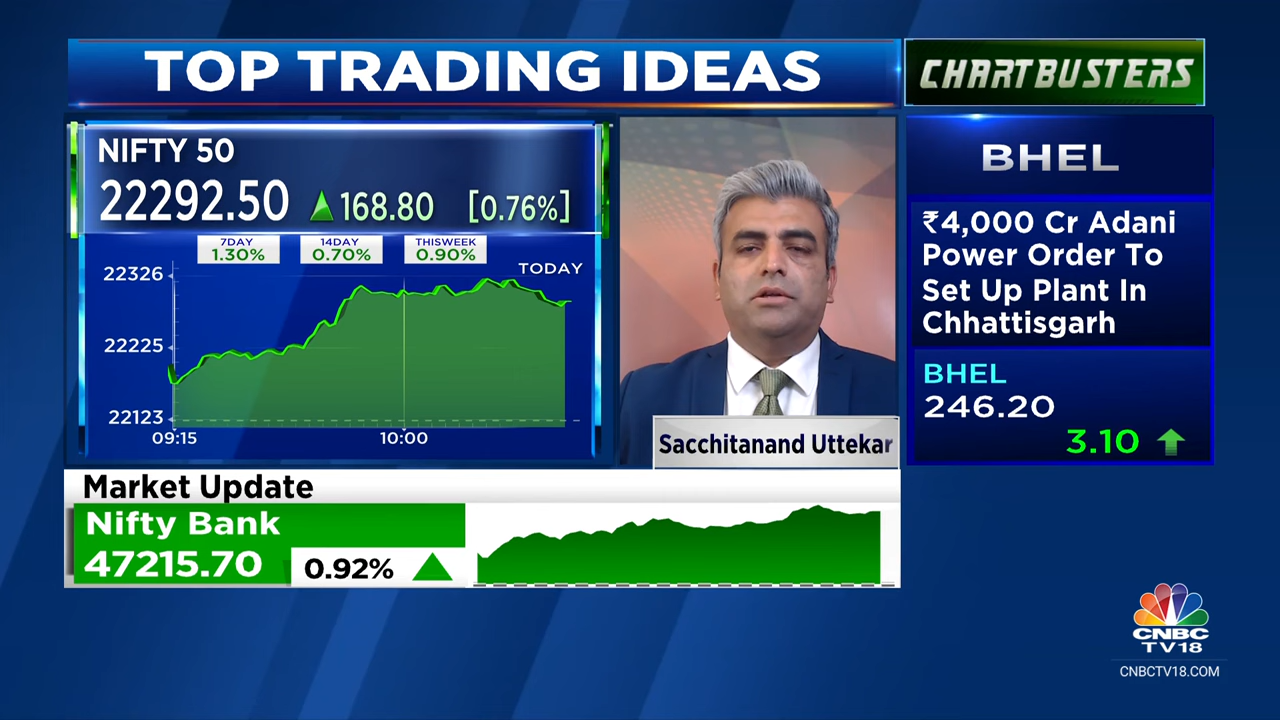 TOP TRADING IDEAS
CHARTBUSTERS
NIFTY 50
22292.50 168.80 [0.76%]
7DAY 14DAY THISWEEK
1.30% 0.70% 0.90%
TODAY
22326
22225
22123
09:15 10:00
Sacchitanand Uttekar
BHEL
₹4,000 Cr Adani
Power Order To
Set Up Plant In
Chhattisgarh
BHEL
246.20
3.10
Market Update
Nifty Bank
47215.70 0.92%
CNBC
TV18
CNBCTV18.COM